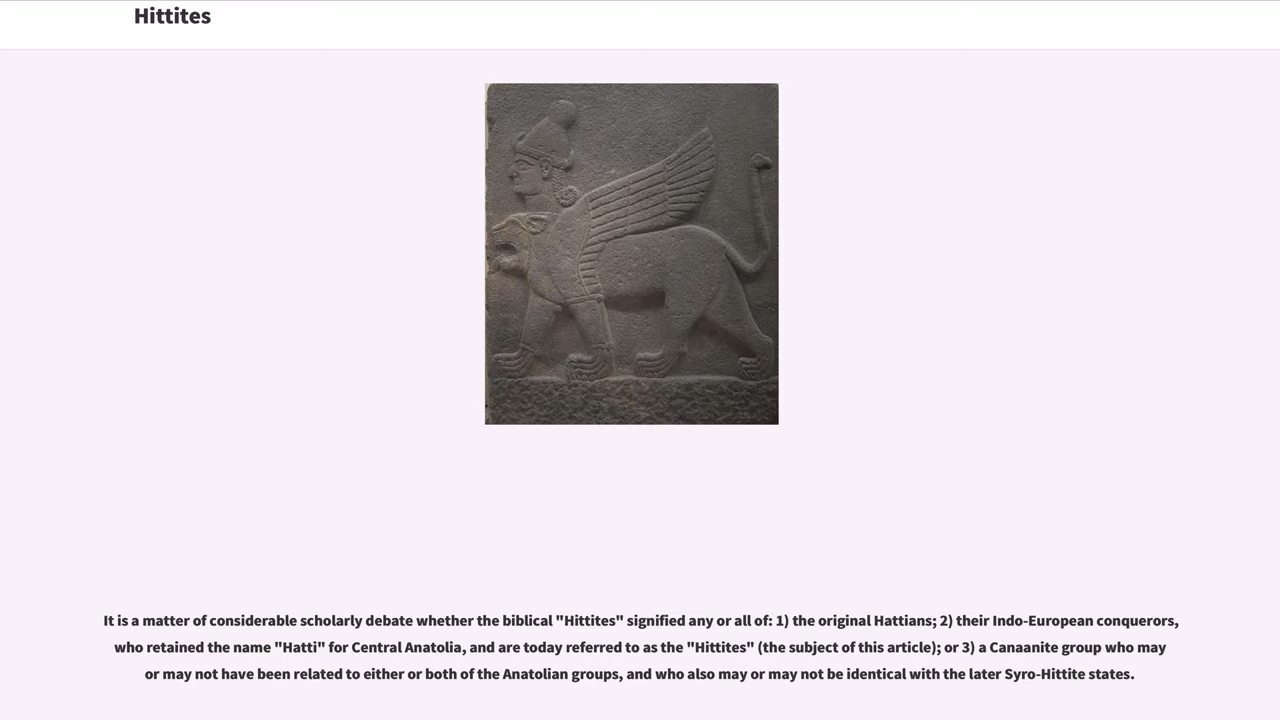 Hittites
It is a matter of considerable scholarly debate whether the biblical "Hittites" signified any or all of: 1) the original Hattians; 2) their Indo-European conquerors,
who retained the name "Hatti" for Central Anatolia, and are today referred to as the "Hittites" (the subject of this article); or 3) a Canaanite group who may
or may not have been related to either or both of the Anatolian groups, and who also may or may not be identical with the later Syro-Hittite states.